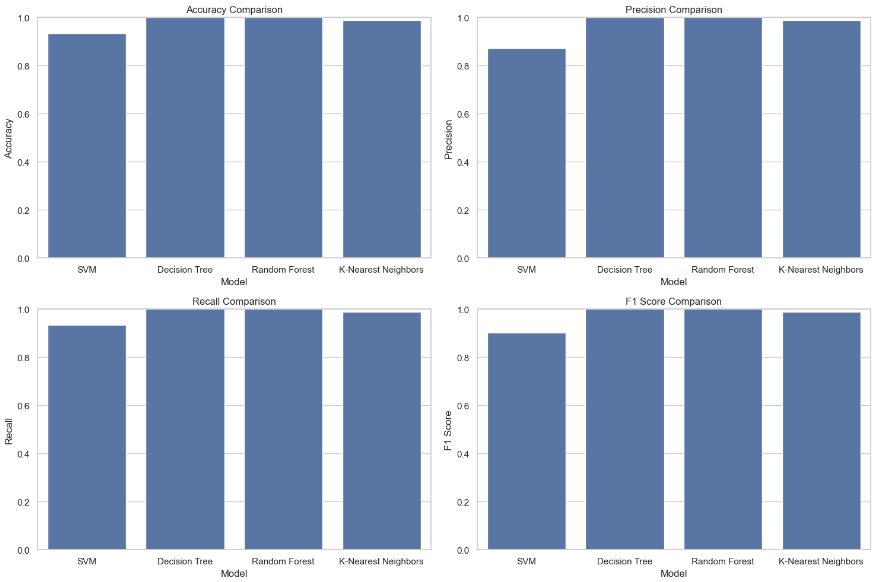 Accuracy Comparison
1.0
0.8
0.6
0.4
0.2
0.0
Accuracy
SVM Decision Tree Random Forest K-Nearest Neighbors
Model
Precision Comparison
1.0
0.8
0.6
0.4
0.2
0.0
Precision
SVM Decision Tree Random Forest K-Nearest Neighbors
Model
Recall Comparison
1.0
0.8
0.6
0.4
0.2
0.0
Recall
SVM Decision Tree Random Forest K-Nearest Neighbors
Model
F1 Score Comparison
1.0
0.8
0.6
0.4
0.2
0.0
F1 Score
SVM Decision Tree Random Forest K-Nearest Neighbors
Model